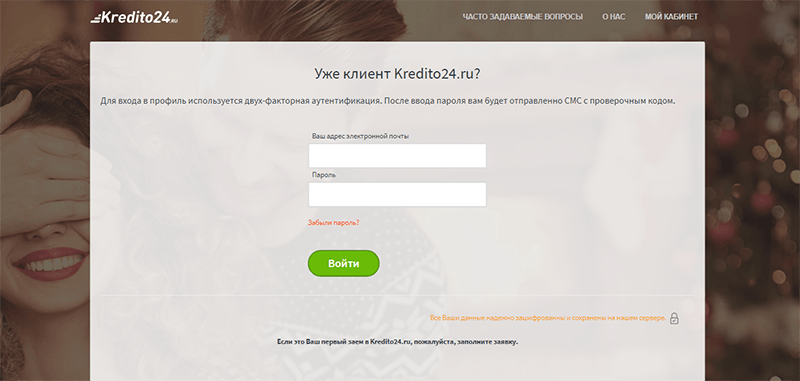 Kredito24.ru
ЧАСТО ЗАДАВАЕМЫЕ ВОПРОСЫ О НАС МОЙ КАБИНЕТ
Уже клиент Kredito24.ru?
Для входа в профиль используется двух-факторная аутентификация. После ввода пароля вам будет отправленно СМС с проверочным кодом.
Ваш адрес электронной почты
Пароль
Забыли пароль?
Войти
Все Ваши данные надежно зашифрованны и сохранены на нашем сервере.
Если это Ваш первый заем в Kredito24.ru, пожалуйста, заполните заявку.